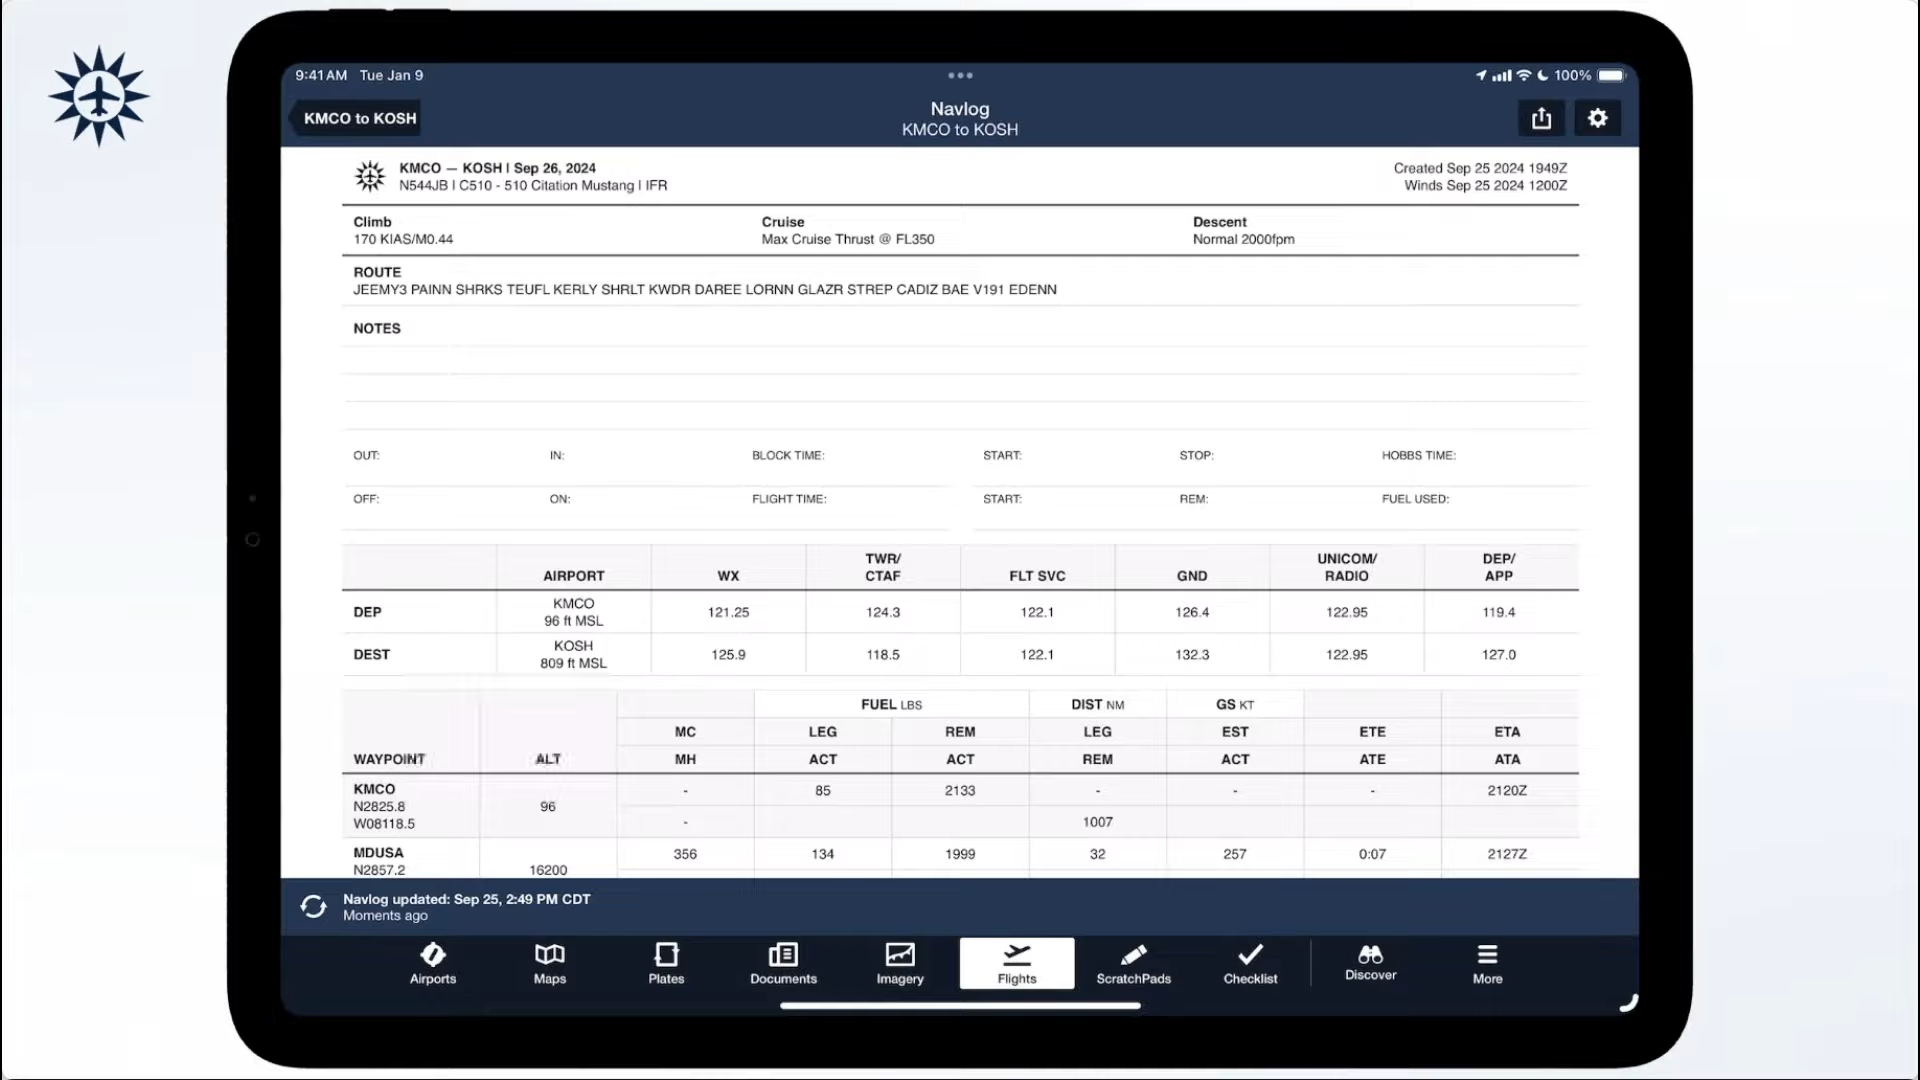 9:41 AM Tue Jan 9
100%
KMCO to KOSH
Navlog
KMCO to KOSH
KMCO — KOSH | Sep 26, 2024
N544JB | C510 - 510 Citation Mustang | IFR
Created Sep 25 2024 1949Z
Winds Sep 25 2024 1200Z
Climb Cruise Descent
170 KIAS/M0.44 Max Cruise Thrust @ FL350 Normal 2000fpm
ROUTE
JEEMY3 PAINN SHRKS TEUFL KERLY SHRLT KWDR DAREE LORNN GLAZR STREP CADIZ BAE V191 EDENN
NOTES
OUT: IN: BLOCK TIME: START: STOP: HOBBS TIME:
OFF: ON: FLIGHT TIME: START: REM: FUEL USED:
AIRPORT WX TWR/ CTAF FLT SVC GND UNICOM/ RADIO DEP/ APP
DEP KMCO 96 ft MSL 121.25 124.3 122.1 126.4 122.95 119.4
DEST KOSH 809 ft MSL 125.9 118.5 122.1 132.3 122.95 127.0
FUEL LBS DIST NM GS KT
MC LEG REM LEG EST ETE ETA
WAYPOINT ALT MH ACT ACT REM ACT ATE ATA
KMCO - 85 2133 - - - 2120Z
N2825.8 96
W08118.5 - 1007
MDUSA 356 134 1999 32 257 0:07 2127Z
N2857.2 16200
Navlog updated: Sep 25, 2:49 PM CDT
Moments ago
Airports Maps Plates Documents Imagery Flights ScratchPads Checklist Discover More